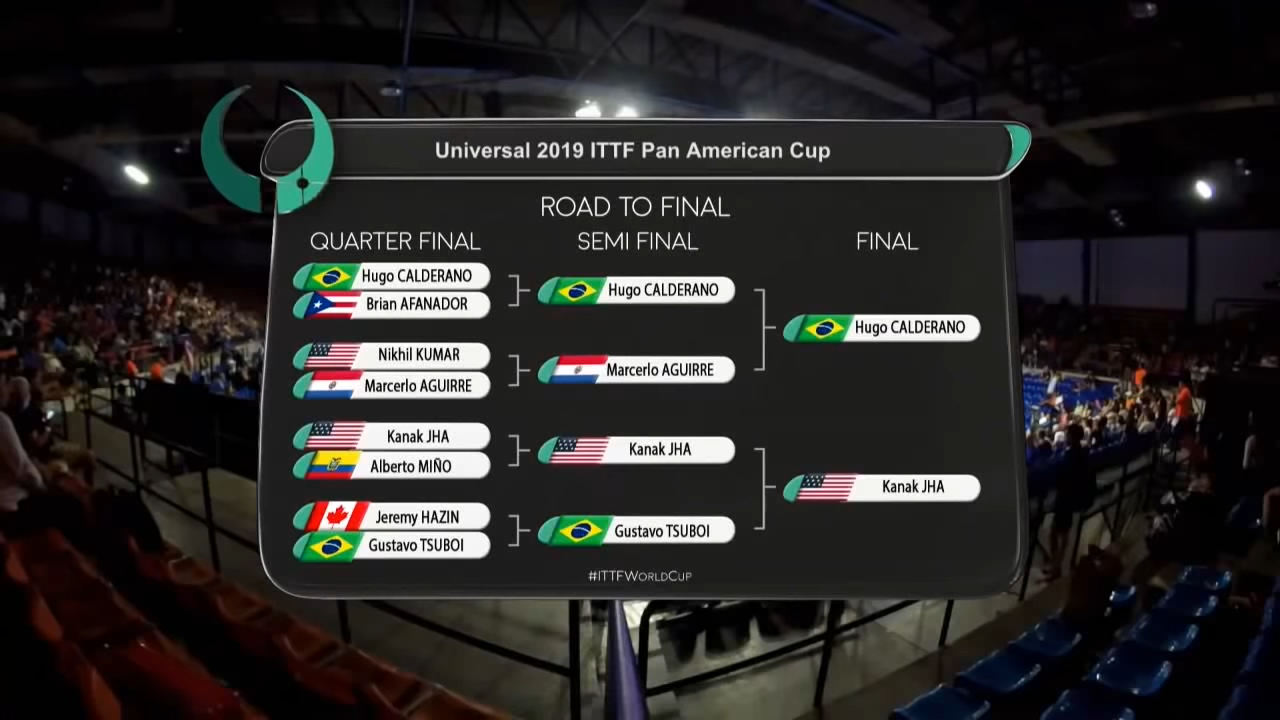 Universal 2019 ITTF Pan American Cup
ROAD TO FINAL
QUARTER FINAL
SEMI FINAL
FINAL
Hugo CALDERANO
Brian AFANADOR
Nikhil KUMAR
Marcerlo AGUIRRE
Kanak JHA
Alberto MIÑO
Jeremy HAZIN
Gustavo TSUBOI
Hugo CALDERANO
Marcerlo AGUIRRE
Kanak JHA
Gustavo TSUBOI
Hugo CALDERANO
Kanak JHA
#ITTFWORLDCUP